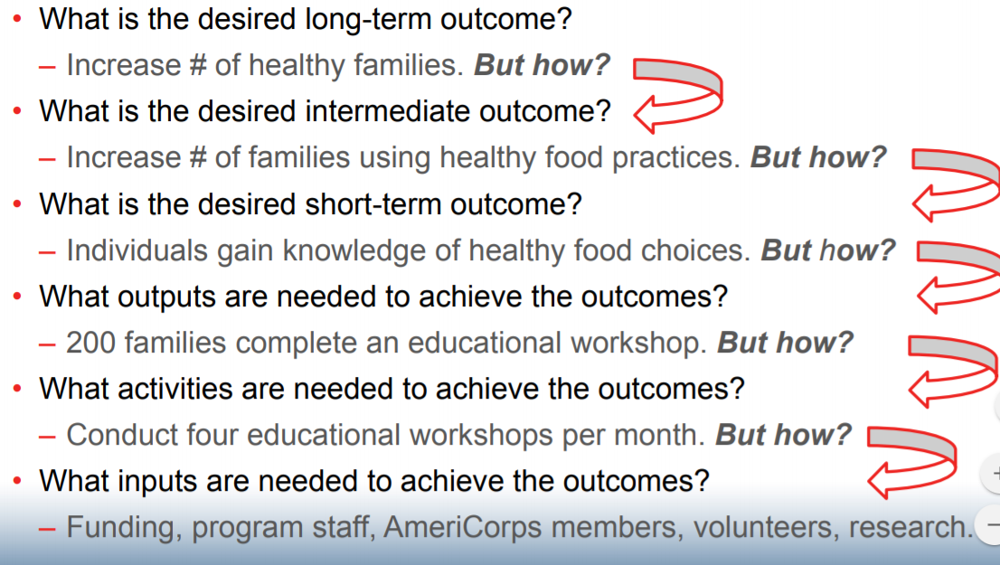 • What is the desired long-term outcome?
– Increase # of healthy families. But how?
• What is the desired intermediate outcome?
– Increase # of families using healthy food practices. But how?
• What is the desired short-term outcome?
– Individuals gain knowledge of healthy food choices. But how?
• What outputs are needed to achieve the outcomes?
– 200 families complete an educational workshop. But how?
• What activities are needed to achieve the outcomes?
– Conduct four educational workshops per month. But how?
• What inputs are needed to achieve the outcomes?
– Funding, program staff, AmeriCorps members, volunteers, research.